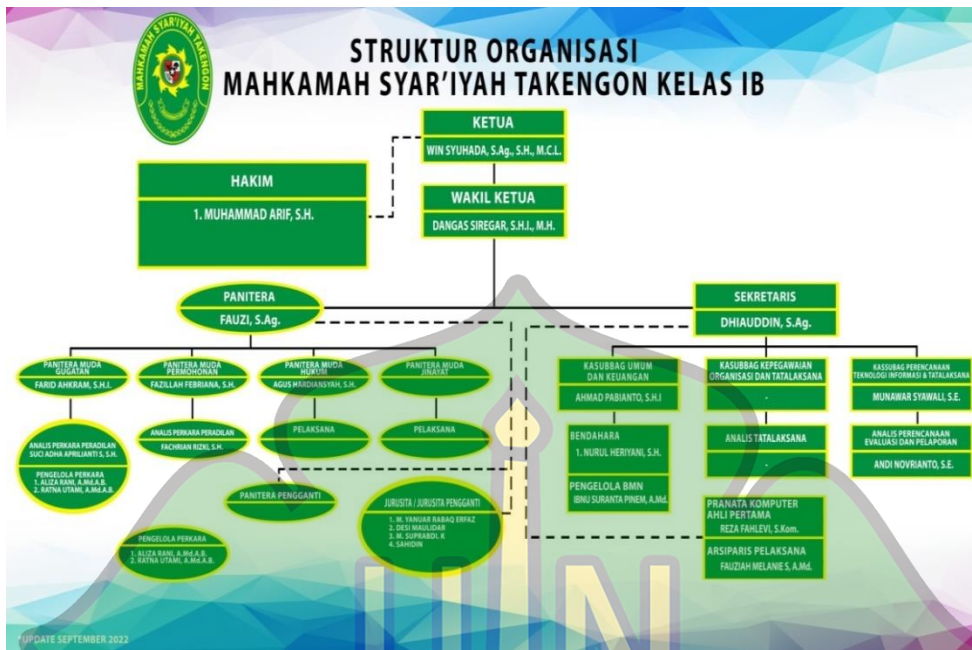 MAHKAMAH SYAR'IYAH TAKENGON
STRUKTUR ORGANISASI
MAHKAMAH SYAR'IYAH TAKENGON KELAS IB
KETUA
WIN SYUHADA, S.Ag., S.H., M.C.L.
HAKIM
1. MUHAMMAD ARIF, S.H.
WAKIL KETUA
DANGAS SIREGAR, S.H.I., M.H.
PANITERA
FAUZI, S.Ag.
SEKRETARIS
DHIAUDDIN, S.Ag.
PANITERA MUDA
GUGATAN
FARID AHKRAM, S.H.I.
PANITERA MUDA
PERMOHONAN
FAZILLAH FEBRIANA, S.H.
PANITERA MUDA
HUKUM
AGUS HARDIANSYAH, S.H.
PANITERA MUDA
JINAYAT
KASUBBAG UMUM
DAN KEUANGAN
AHMAD PABIANTO, S.H.I
KASUBBAG KEPEGAWAIAN
ORGANISASI DAN TATALAKSANA
-
KASSUBAG PERENCANAAN
TEKNOLOGI INFORMASI & TATALAKSANA
MUNAWAR SYAWALI, S.E.
ANALIS PERKARA PERADILAN
SUCI ADHA APRILIANTI S, S.H.
PENGELOLA PERKARA
1. ALIZA RANI, A.Md.A.B.
2. RATNA UTAMI, A.Md.A.B.
ANALIS PERKARA PERADILAN
FACHRIAN RIZKI, S.H.
PELAKSANA
PELAKSANA
BENDAHARA
1. NURUL HERIYANI, S.H.
PENGELOLA BMN
IBNU SURANTA PINEM, A.Md.
ANALIS TATALAKSANA
-
ANALIS PERENCANAAN
EVALUASI DAN PELAPORAN
ANDI NOVRIANTO, S.E.
PANITERA PENGGANTI
JURUSITA / JURUSITA PENGGANTI
1. M. YANUAR RABAQ ERFAZ
2. DESI MAULIDAR
3. M. SUPRABDI. K
4. SAHIDIN
PRANATA KOMPUTER
AHLI PERTAMA
REZA FAHLEVI, S.Kom.
ARSIPARIS PELAKSANA
FAUZIAH MELANIE S, A.Md.
PENGELOLA PERKARA
1. ALIZA RANI, A.Md.A.B.
2. RATNA UTAMI, A.Md.A.B.
UIN
*UPDATE SEPTEMBER 2022